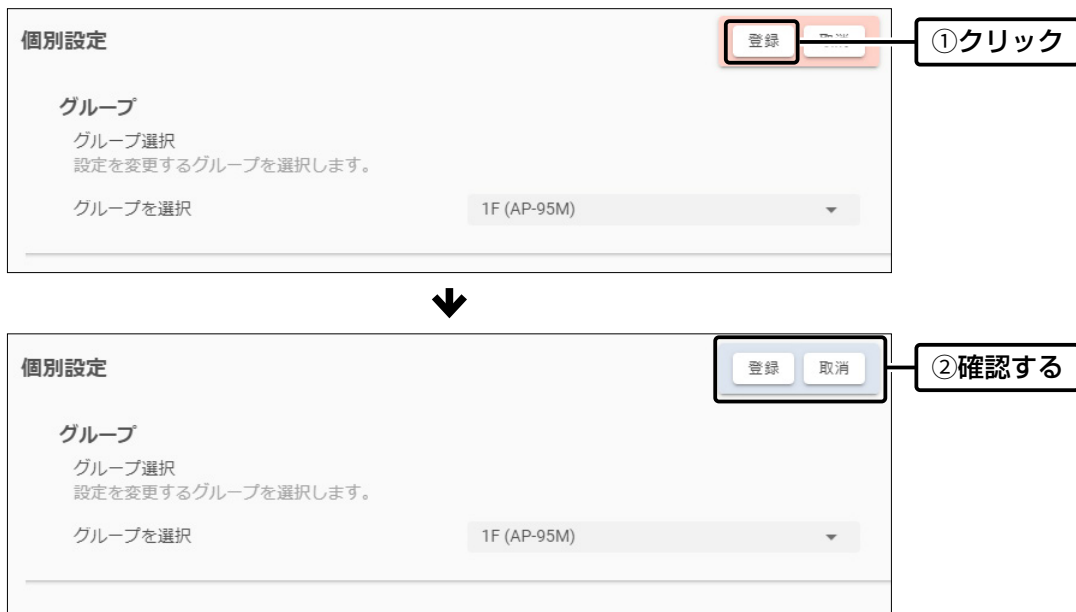 個別設定
登録
①クリック
グループ
グループ選択
設定を変更するグループを選択します。
グループを選択
1F (AP-95M)
個別設定
登録 取消
②確認する
グループ
グループ選択
設定を変更するグループを選択します。
グループを選択
1F (AP-95M)